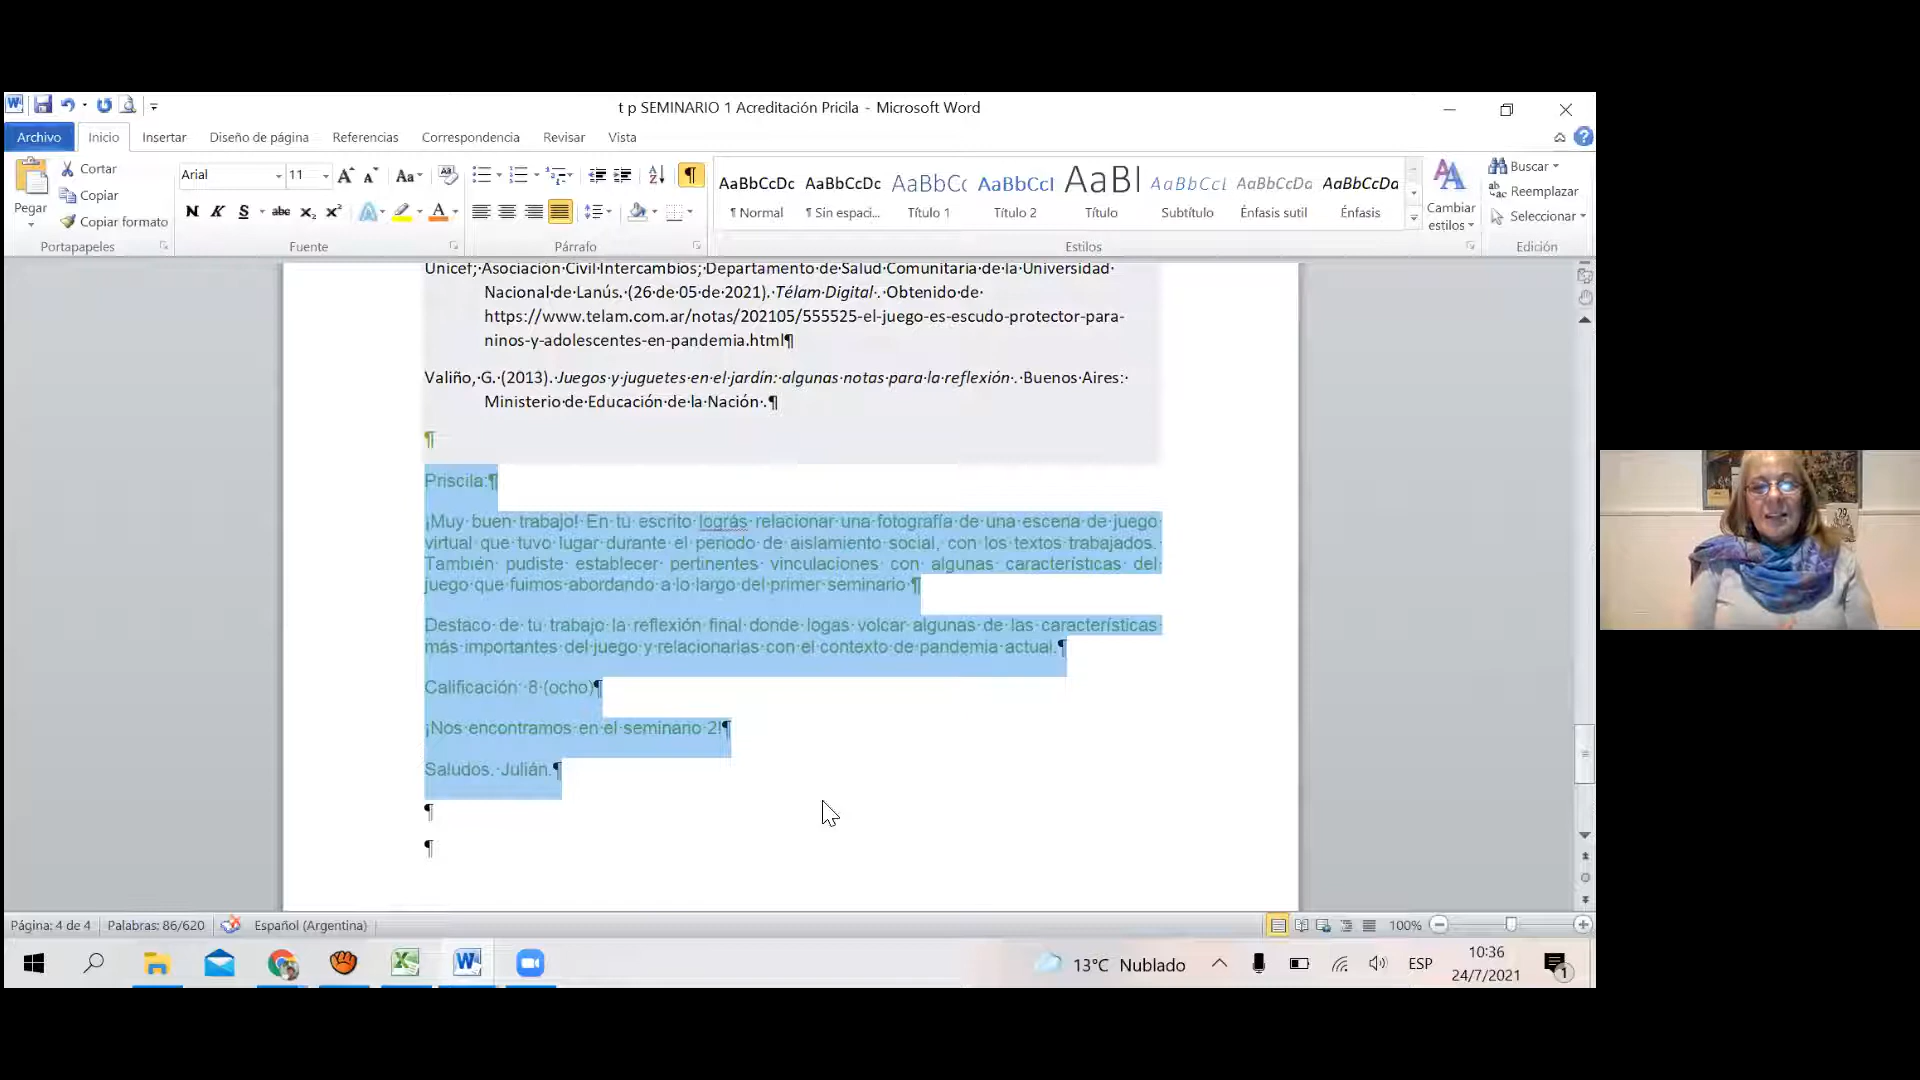 t p SEMINARIO 1 Acreditación Pricila - Microsoft Word
Archivo Inicio Insertar Diseño de página Referencias Correspondencia Revisar Vista
Pegar
Cortar
Copiar
Copiar formato
Portapapeles
Arial 11
Fuente
Párrafo
AaBbCcDc AaBbCcDc AaBbCc AaBbCcI AaBI AaBbCcL AaBbCcDa AaBbCcDa
¶ Normal ¶ Sin espaci... Título 1 Título 2 Título Subtítulo Énfasis sutil Énfasis
Estilos
Cambiar
estilos
Buscar
Reemplazar
Seleccionar
Edición
Unicef; Asociación Civil Intercambios; Departamento de Salud Comunitaria de la Universidad
Nacional de Lanús. (26 de 05 de 2021). Télam Digital . Obtenido de
https://www.telam.com.ar/notas/202105/555525-el-juego-es-escudo-protector-para-
ninos-y-adolescentes-en-pandemia.html¶
Valiño, G. (2013). Juegos y juguetes en el jardín: algunas notas para la reflexión . Buenos Aires:
Ministerio de Educación de la Nación .¶
¶
Priscila:¶
¡Muy buen trabajo! En tu escrito lográs relacionar una fotografía de una escena de juego
virtual que tuvo lugar durante el periodo de aislamiento social, con los textos trabajados.
También pudiste establecer pertinentes vinculaciones con algunas características del
juego que fuimos abordando a lo largo del primer seminario ¶
Destaco de tu trabajo la reflexión final donde logas volcar algunas de las características
más importantes del juego y relacionarlas con el contexto de pandemia actual.¶
Calificación: 8 (ocho)¶
¡Nos encontramos en el seminario 2!¶
Saludos. Julián.¶
¶
¶
Página: 4 de 4 Palabras: 86/620 Español (Argentina) 100%
13°C Nublado ESP 10:36
24/7/2021
1
29